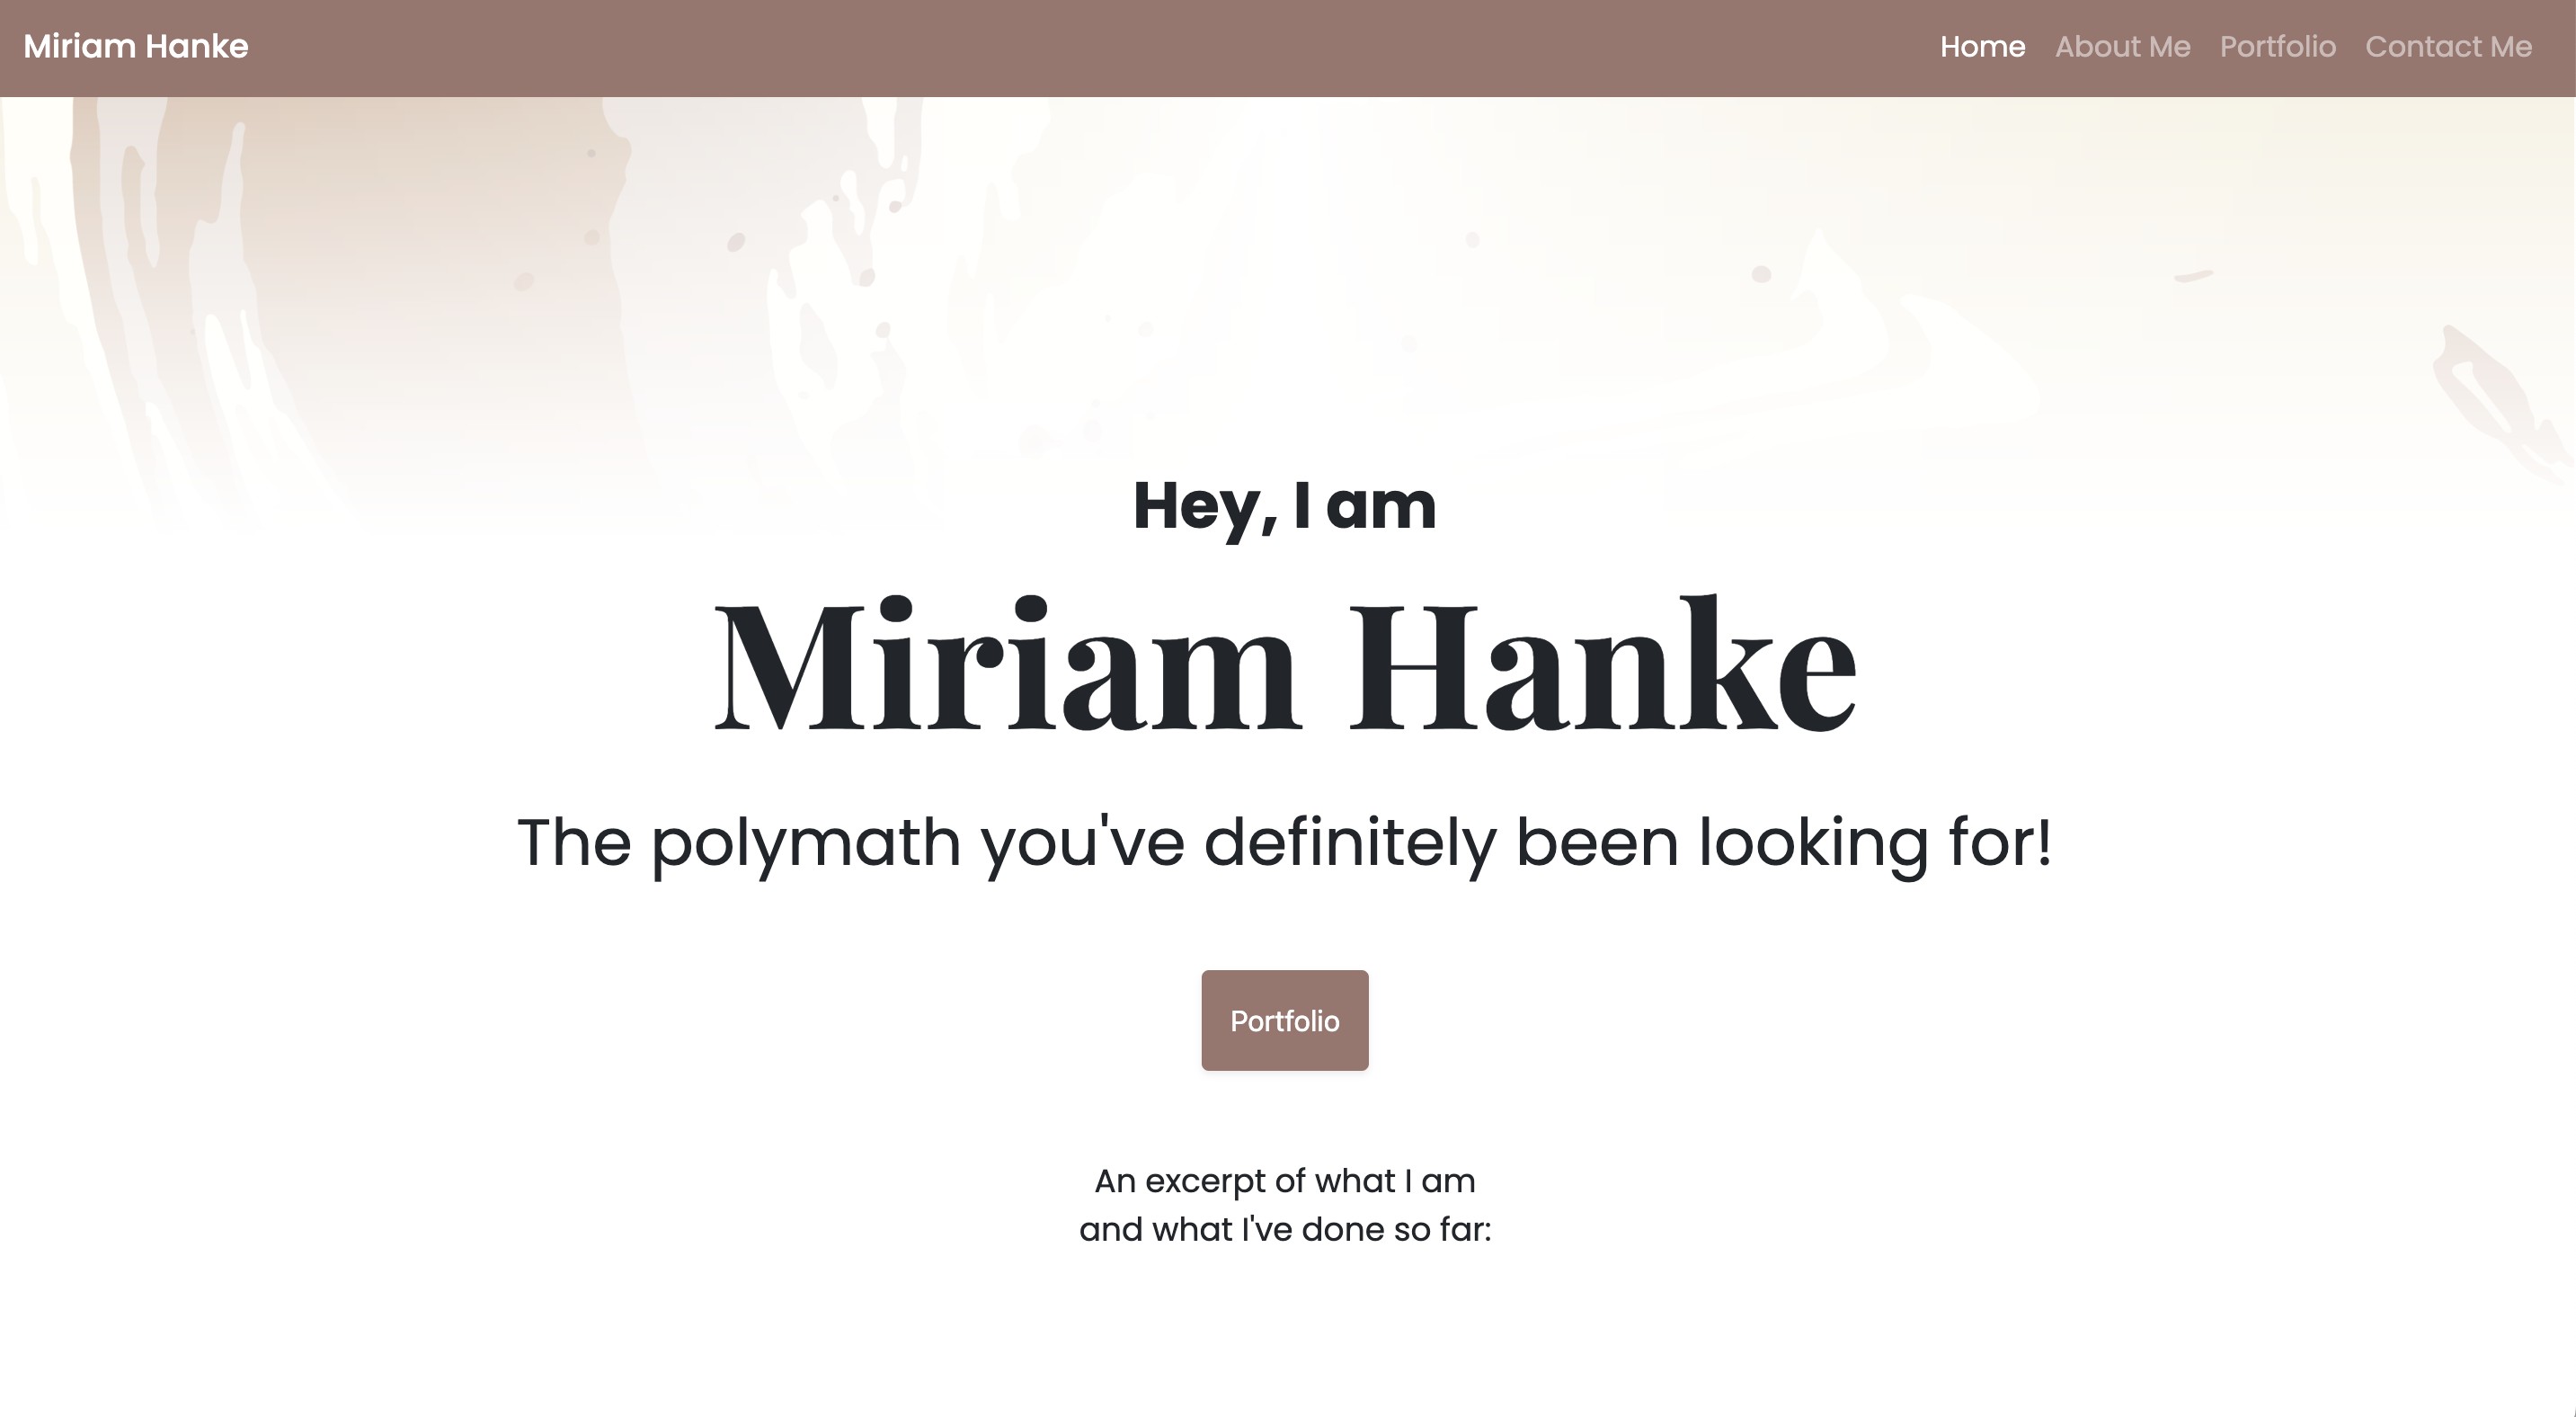 Miriam Hanke
Home About Me Portfolio Contact Me
Hey, I am
Miriam Hanke
The polymath you've definitely been looking for!
Portfolio
An excerpt of what I am
and what I've done so far: